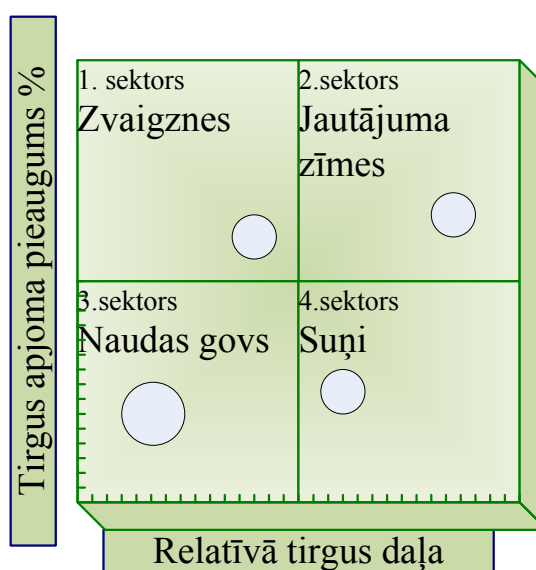 Tirgus apjoma pieaugums %
1. sektors
Zvaigznes
2.sektors
Jautājuma
zīmes
3.sektors
Naudas govs
4.sektors
Suņi
Relatīvā tirgus daļa